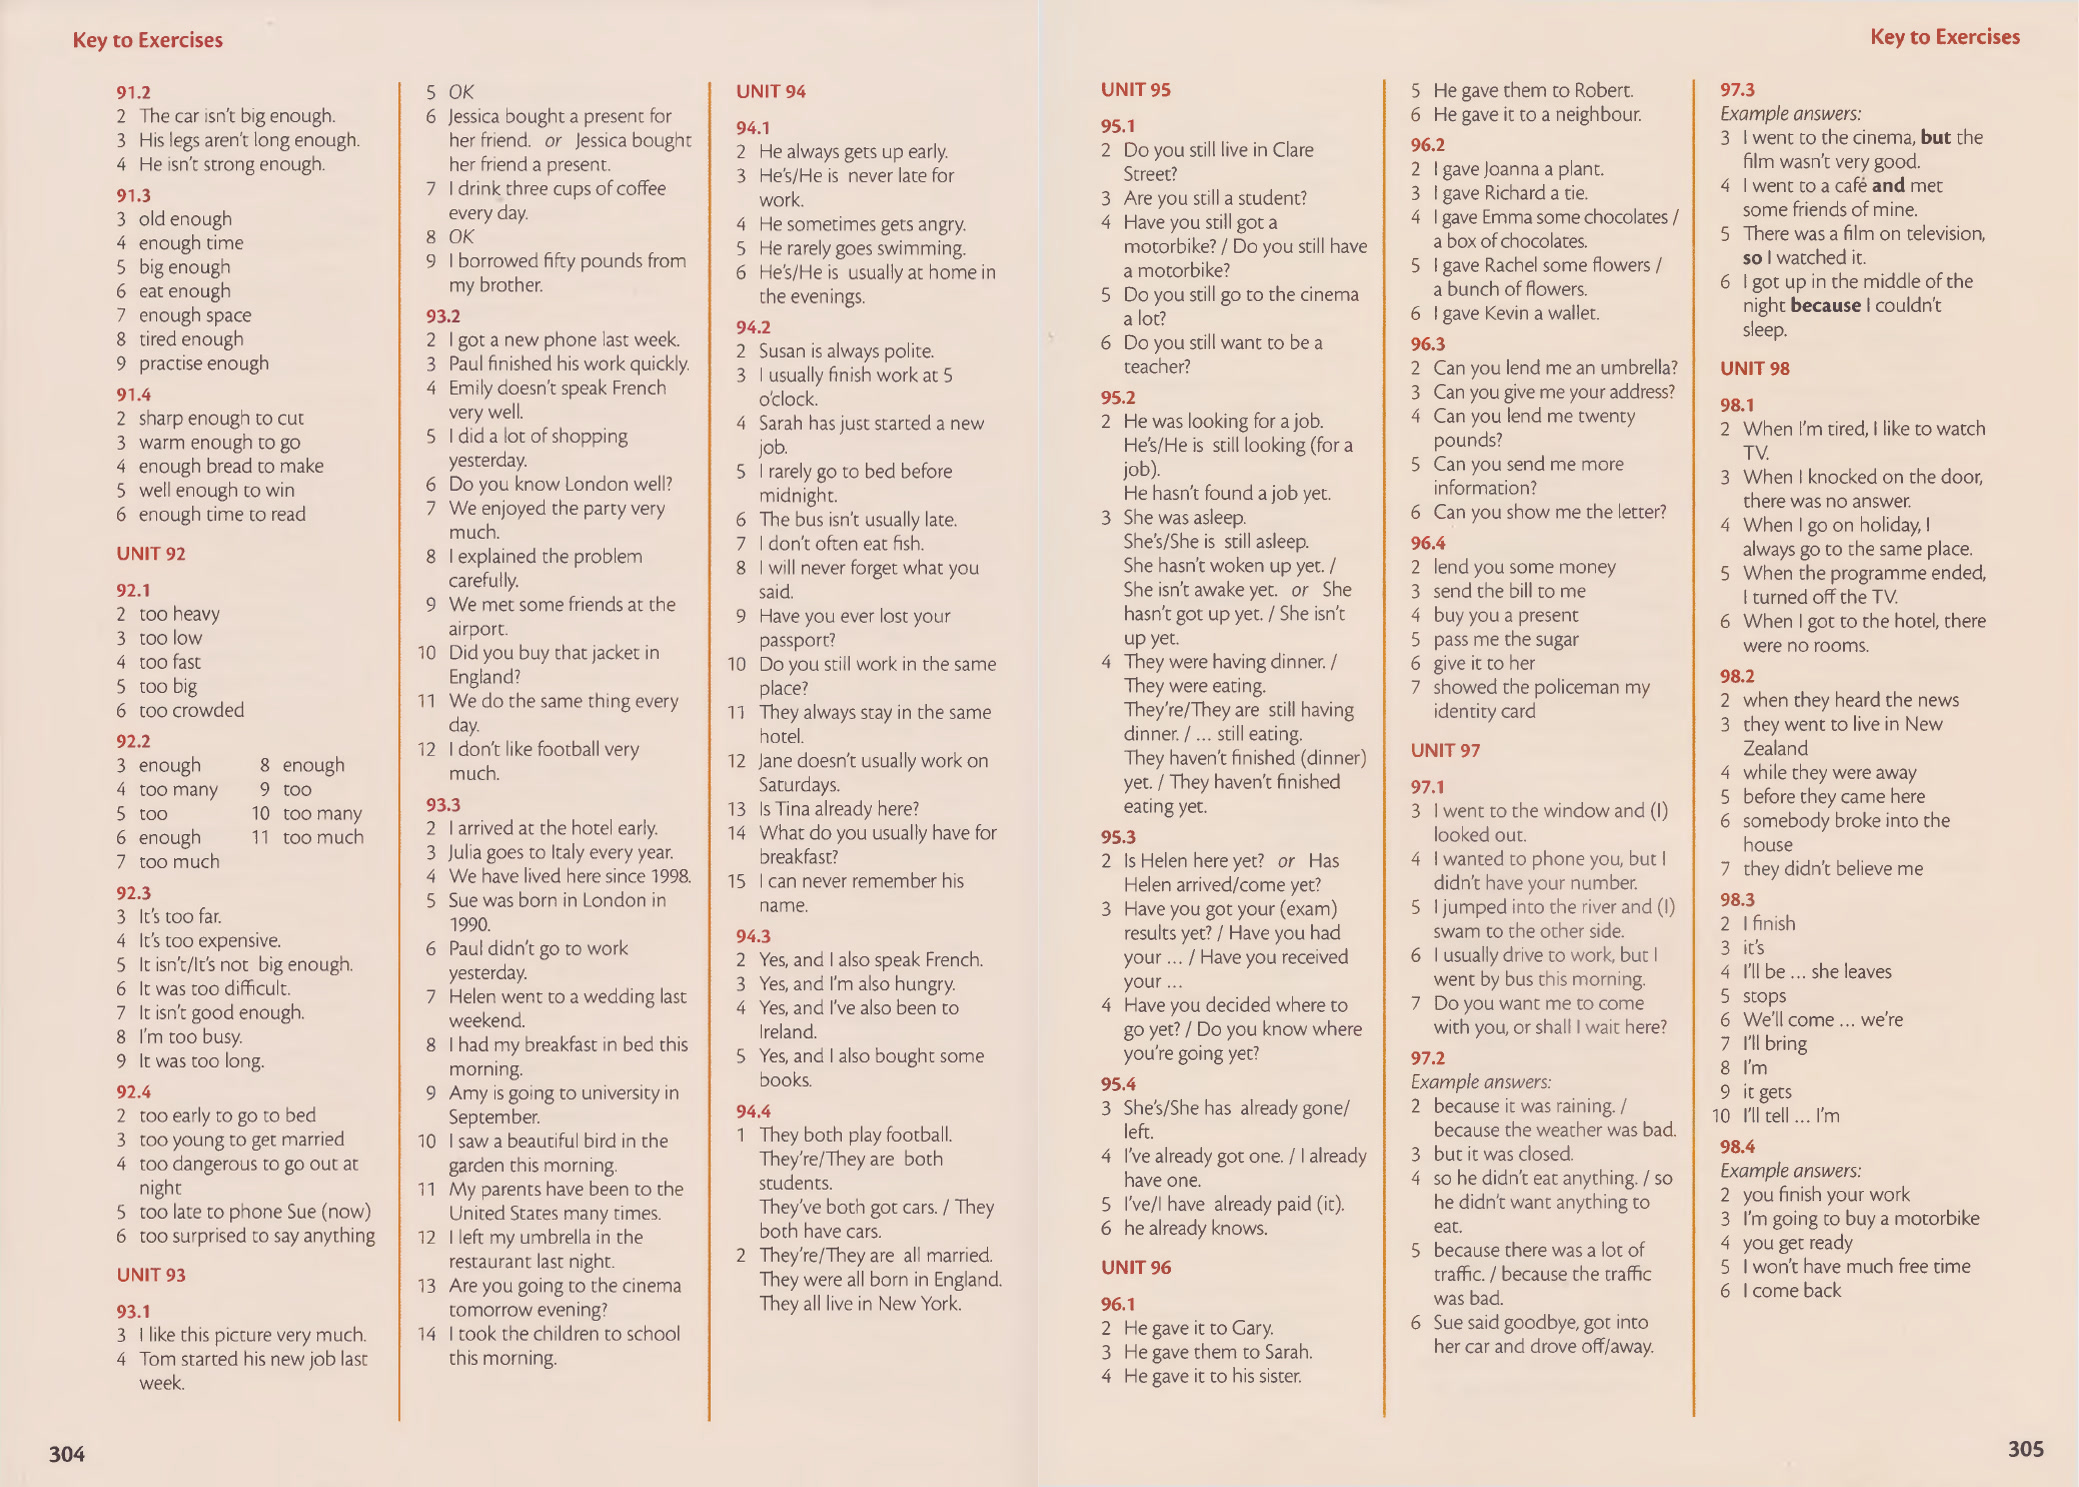 Key to Exercises
91.2
2 The car isn't big enough.
3 His legs aren't long enough.
4 He isn't strong enough.
91.3
3 old enough
4 enough time
5 big enough
6 eat enough
7 enough space
8 tired enough
9 practise enough
91.4
2 sharp enough to cut
3 warm enough to go
4 enough bread to make
5 well enough to win
6 enough time to read
UNIT 92
92.1
2 too heavy
3 too low
4 too fast
5 too big
6 too crowded
92.2
3 enough 8 enough
4 too many 9 too
5 too 10 too many
6 enough 11 too much
7 too much
92.3
3 It's too far.
4 It's too expensive.
5 It isn't/It's not big enough.
6 It was too difficult.
7 It isn't good enough.
8 I'm too busy.
9 It was too long.
92.4
2 too early to go to bed
3 too young to get married
4 too dangerous to go out at
night
5 too late to phone Sue (now)
6 too surprised to say anything
UNIT 93
93.1
3 I like this picture very much.
4 Tom started his new job last
week.
5 OK
6 Jessica bought a present for
her friend. or Jessica bought
her friend a present.
7 I drink three cups of coffee
every day.
8 OK
9 I borrowed fifty pounds from
my brother.
93.2
2 I got a new phone last week.
3 Paul finished his work quickly.
4 Emily doesn't speak French
very well.
5 I did a lot of shopping
yesterday.
6 Do you know London well?
7 We enjoyed the party very
much.
8 I explained the problem
carefully.
9 We met some friends at the
airport.
10 Did you buy that jacket in
England?
11 We do the same thing every
day.
12 I don't like football very
much.
93.3
2 I arrived at the hotel early.
3 Julia goes to Italy every year.
4 We have lived here since 1998.
5 Sue was born in London in
1990.
6 Paul didn't go to work
yesterday.
7 Helen went to a wedding last
weekend.
8 I had my breakfast in bed this
morning.
9 Amy is going to university in
September.
10 I saw a beautiful bird in the
garden this morning.
11 My parents have been to the
United States many times.
12 I left my umbrella in the
restaurant last night.
13 Are you going to the cinema
tomorrow evening?
14 I took the children to school
this morning.
UNIT 94
94.1
2 He always gets up early.
3 He's/He is never late for
work.
4 He sometimes gets angry.
5 He rarely goes swimming.
6 He's/He is usually at home in
the evenings.
94.2
2 Susan is always polite.
3 I usually finish work at 5
o'clock.
4 Sarah has just started a new
job.
5 I rarely go to bed before
midnight.
6 The bus isn't usually late.
7 I don't often eat fish.
8 I will never forget what you
said.
9 Have you ever lost your
passport?
10 Do you still work in the same
place?
11 They always stay in the same
hotel.
12 Jane doesn't usually work on
Saturdays.
13 Is Tina already here?
14 What do you usually have for
breakfast?
15 I can never remember his
name.
94.3
2 Yes, and I also speak French.
3 Yes, and I'm also hungry.
4 Yes, and I've also been to
Ireland.
5 Yes, and I also bought some
books.
94.4
1 They both play football.
They're/They are both
students.
They've both got cars. / They
both have cars.
2 They're/They are all married.
They were all born in England.
They all live in New York.
304
Key to Exercises
UNIT 95
95.1
2 Do you still live in Clare
Street?
3 Are you still a student?
4 Have you still got a
motorbike? / Do you still have
a motorbike?
5 Do you still go to the cinema
a lot?
6 Do you still want to be a
teacher?
95.2
2 He was looking for a job.
He's/He is still looking (for a
job).
He hasn't found a job yet.
3 She was asleep.
She's/She is still asleep.
She hasn't woken up yet. /
She isn't awake yet. or She
hasn't got up yet. / She isn't
up yet.
4 They were having dinner. /
They were eating.
They're/They are still having
dinner. / ... still eating.
They haven't finished (dinner)
yet. / They haven't finished
eating yet.
95.3
2 Is Helen here yet? or Has
Helen arrived/come yet?
3 Have you got your (exam)
results yet? / Have you had
your ... / Have you received
your ...
4 Have you decided where to
go yet? / Do you know where
you're going yet?
95.4
3 She's/She has already gone/
left.
4 I've already got one. / I already
have one.
5 I've/I have already paid (it).
6 he already knows.
UNIT 96
96.1
2 He gave it to Gary.
3 He gave them to Sarah.
4 He gave it to his sister.
5 He gave them to Robert.
6 He gave it to a neighbour.
96.2
2 I gave Joanna a plant.
3 I gave Richard a tie.
4 I gave Emma some chocolates /
a box of chocolates.
5 I gave Rachel some flowers /
a bunch of flowers.
6 I gave Kevin a wallet.
96.3
2 Can you lend me an umbrella?
3 Can you give me your address?
4 Can you lend me twenty
pounds?
5 Can you send me more
information?
6 Can you show me the letter?
96.4
2 lend you some money
3 send the bill to me
4 buy you a present
5 pass me the sugar
6 give it to her
7 showed the policeman my
identity card
UNIT 97
97.1
3 I went to the window and (I)
looked out.
4 I wanted to phone you, but I
didn't have your number.
5 I jumped into the river and (I)
swam to the other side.
6 I usually drive to work, but I
went by bus this morning.
7 Do you want me to come
with you, or shall I wait here?
97.2
Example answers:
2 because it was raining. /
because the weather was bad.
3 but it was closed.
4 so he didn't eat anything. / so
he didn't want anything to
eat.
5 because there was a lot of
traffic. / because the traffic
was bad.
6 Sue said goodbye, got into
her car and drove off/away.
97.3
Example answers:
3 I went to the cinema, but the
film wasn't very good.
4 I went to a café and met
some friends of mine.
5 There was a film on television,
so I watched it.
6 I got up in the middle of the
night because I couldn't
sleep.
UNIT 98
98.1
2 When I'm tired, I like to watch
TV.
3 When I knocked on the door,
there was no answer.
4 When I go on holiday, I
always go to the same place.
5 When the programme ended,
I turned off the TV.
6 When I got to the hotel, there
were no rooms.
98.2
2 when they heard the news
3 they went to live in New
Zealand
4 while they were away
5 before they came here
6 somebody broke into the
house
7 they didn't believe me
98.3
2 I finish
3 it's
4 I'll be ... she leaves
5 stops
6 We'll come ... we're
7 I'll bring
8 I'm
9 it gets
10 I'll tell ... I'm
98.4
Example answers:
2 you finish your work
3 I'm going to buy a motorbike
4 you get ready
5 I won't have much free time
6 I come back
305